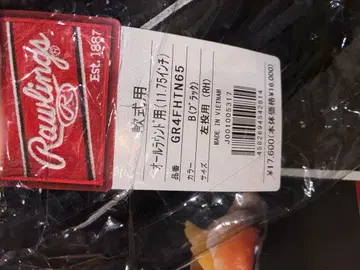 Rawlings
Est. 1887
軟式用
オールラウンド用(11.75インチ)
品番 GR4FHTN65
カラー B(ブラック)
サイズ 左投用(RH)
MADE IN VIETNAM
J001005317
4582894542814
¥17,600(本体価格¥16,000)